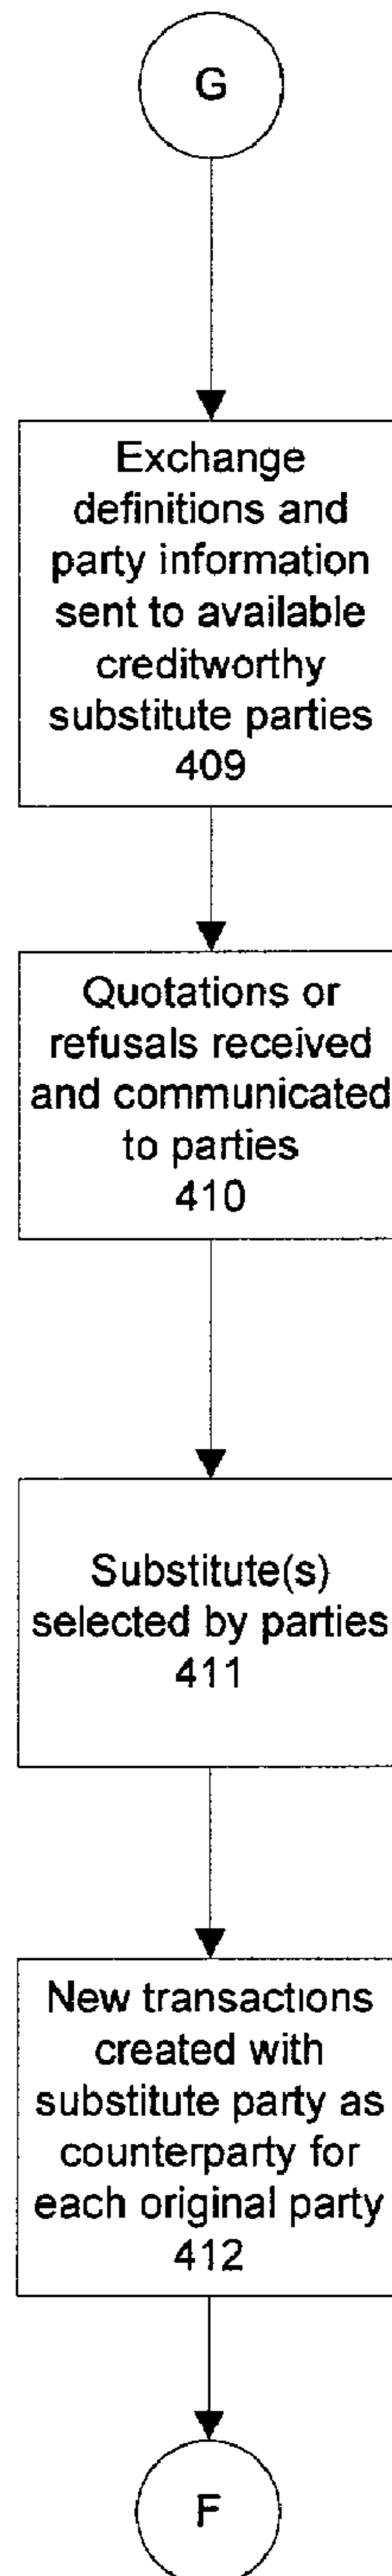 G
Exchange
definitions and
party information
sent to available
creditworthy
substitute parties
409
Quotations or
refusals received
and communicated
to parties
410
Substitute(s)
selected by parties
411
New transactions
created with
substitute party as
counterparty for
each original party
412
F